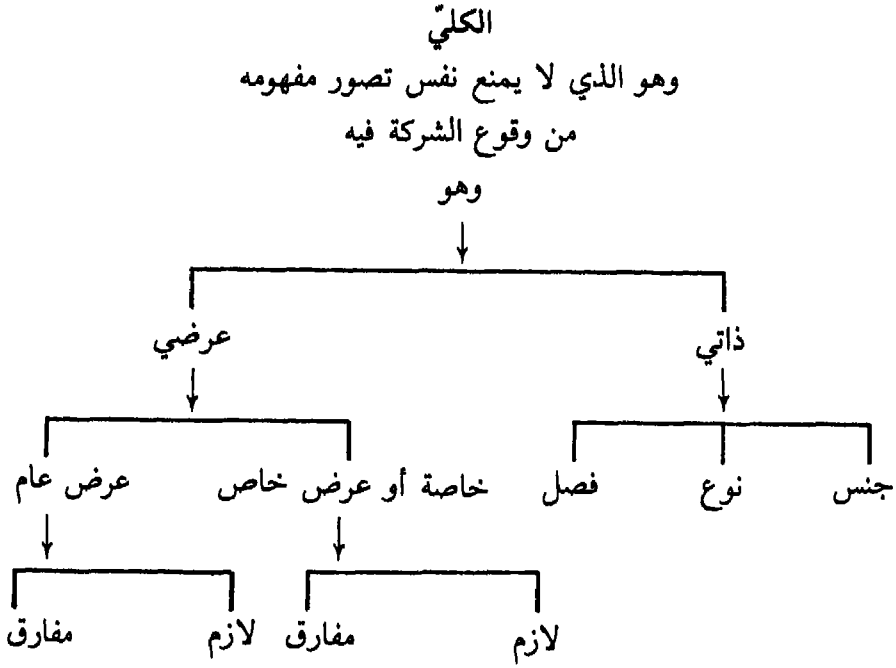 الكليّ
وهو الذي لا يمنع نفس تصور مفهومه
من وقوع الشركة فيه
وهو
ذاتي عرضي
جنس نوع فصل خاصة أو عرض خاص عرض عام
لازم مفارق لازم مفارق